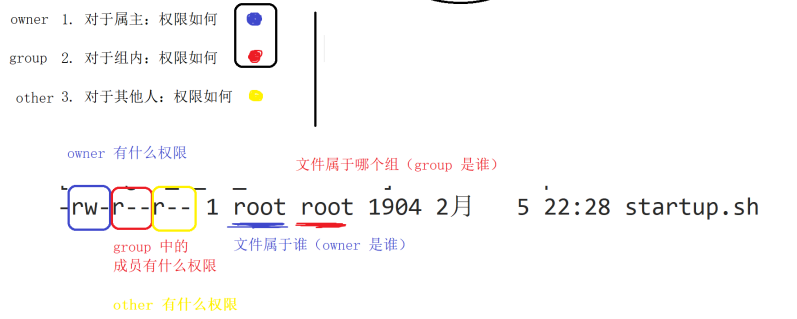 owner 1. 对于属主：权限如何
group 2. 对于组内：权限如何
other 3. 对于其他人：权限如何
owner 有什么权限
文件属于哪个组（group 是谁）
-rw-r--r-- 1 root root 1904 2月   5 22:28 startup.sh
group 中的
成员有什么权限
文件属于谁（owner 是谁）
other 有什么权限